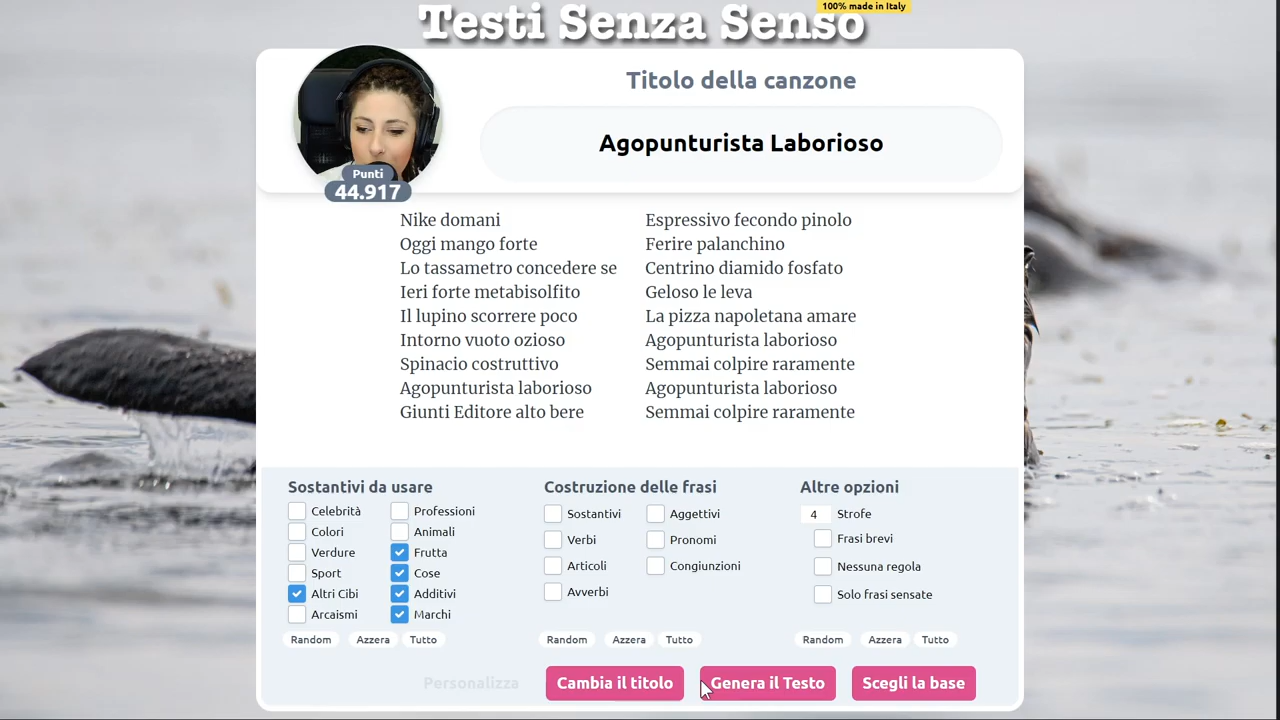 Testi Senza Senso
100% made in Italy
Titolo della canzone
Agopunturista Laborioso
Punti
44.917
Nike domani
Oggi mango forte
Lo tassametro concedere se
Ieri forte metabisolfito
Il lupino scorrere poco
Intorno vuoto ozioso
Spinacio costruttivo
Agopunturista laborioso
Giunti Editore alto bere
Espressivo fecondo pinolo
Ferire palanchino
Centrino diamido fosfato
Geloso le leva
La pizza napoletana amare
Agopunturista laborioso
Semmai colpire raramente
Agopunturista laborioso
Semmai colpire raramente
Sostantivi da usare
Celebrità
Professioni
Colori
Animali
Verdure
Frutta
Sport
Cose
Altri Cibi
Additivi
Arcaismi
Marchi
Random
Azzera
Tutto
Costruzione delle frasi
Sostantivi
Aggettivi
Verbi
Pronomi
Articoli
Congiunzioni
Avverbi
Random
Azzera
Tutto
Altre opzioni
4 Strofe
Frasi brevi
Nessuna regola
Solo frasi sensate
Random
Azzera
Tutto
Personalizza
Cambia il titolo
Genera il Testo
Scegli la base